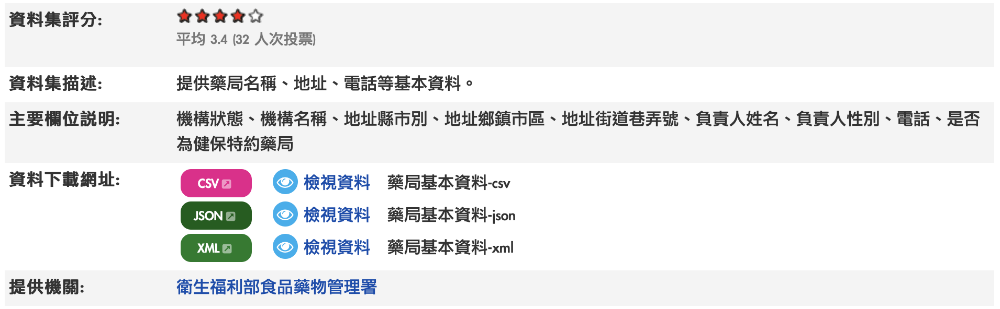 資料集評分:
平均 3.4 (32 人次投票)
資料集描述: 提供藥局名稱、地址、電話等基本資料。
主要欄位説明: 機構狀態、機構名稱、地址縣市別、地址鄉鎮市區、地址街道巷弄號、負責人姓名、負責人性別、電話、是否
為健保特約藥局
資料下載網址: CSV 檢視資料 藥局基本資料-csv
JSON 檢視資料 藥局基本資料-json
XML 檢視資料 藥局基本資料-xml
提供機關: 衛生福利部食品藥物管理署